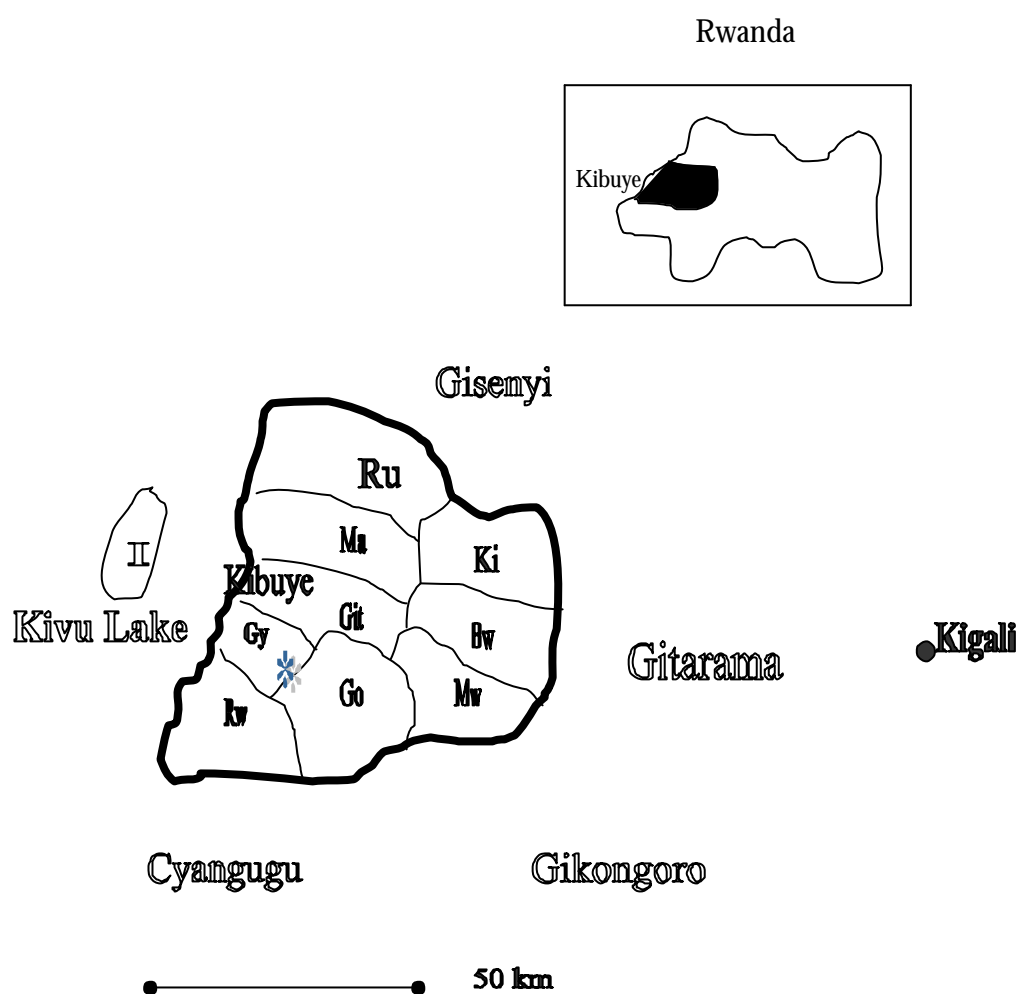 Rwanda
Kibuye
Gisenyi
Ru
Ma
Ki
II
Kibuye
Git
Kivu Lake
Gy
Bw
Kigali
Gitarama
Go
Mw
Rw
Cyangugu
Gikongoro
50 km